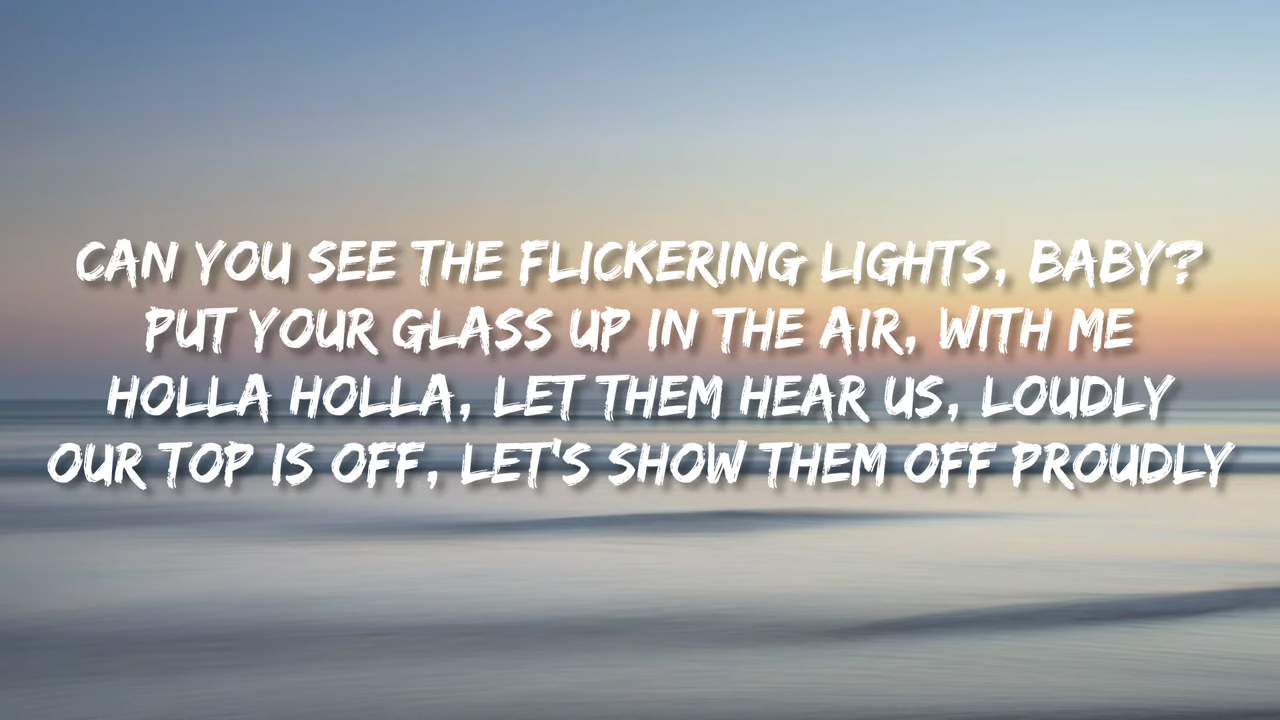 CAN YOU SEE THE FLICKERING LIGHTS, BABY?
PUT YOUR GLASS UP IN THE AIR, WITH ME
HOLLA HOLLA, LET THEM HEAR US, LOUDLY
OUR TOP IS OFF, LET'S SHOW THEM OFF PROUDLY